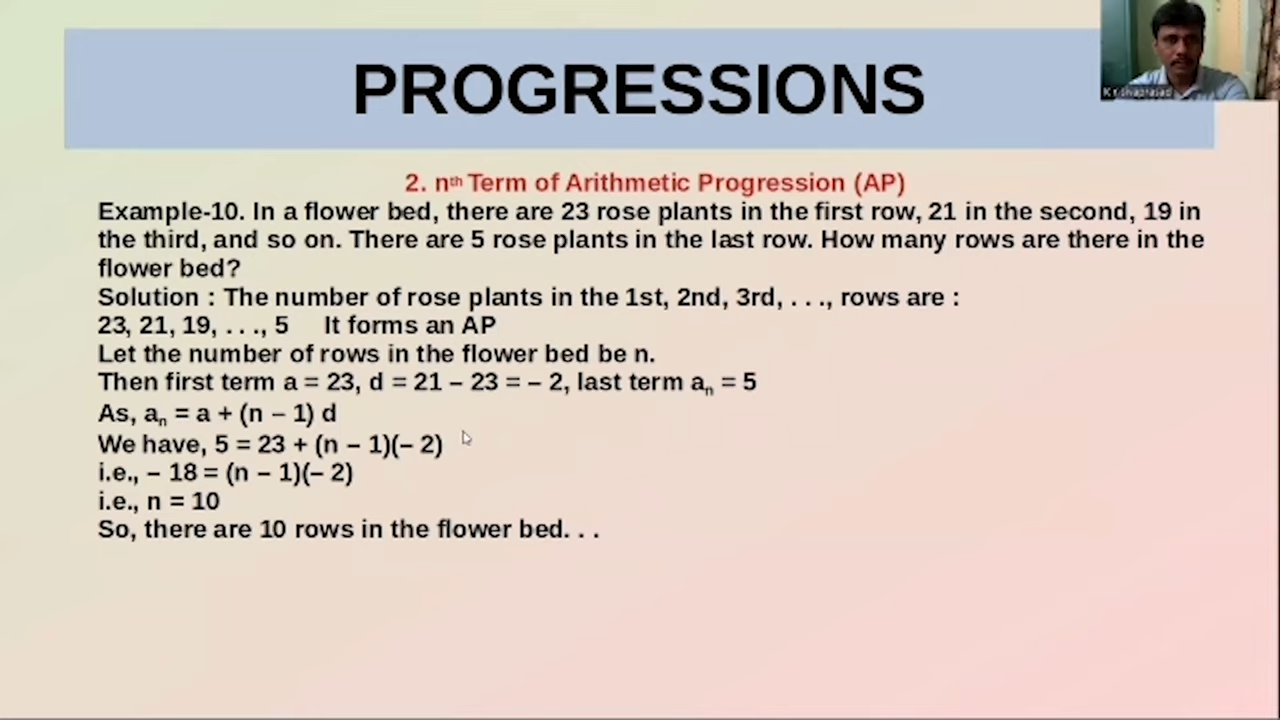 PROGRESSIONS
2. nth Term of Arithmetic Progression (AP)
Example-10. In a flower bed, there are 23 rose plants in the first row, 21 in the second, 19 in
the third, and so on. There are 5 rose plants in the last row. How many rows are there in the
flower bed?
Solution : The number of rose plants in the 1st, 2nd, 3rd, . . ., rows are :
23, 21, 19, . . ., 5 It forms an AP
Let the number of rows in the flower bed be n.
Then first term a = 23, d = 21 – 23 = – 2, last term an = 5
As, an = a + (n – 1) d
We have, 5 = 23 + (n – 1)(– 2)
i.e., – 18 = (n – 1)(– 2)
i.e., n = 10
So, there are 10 rows in the flower bed. . .